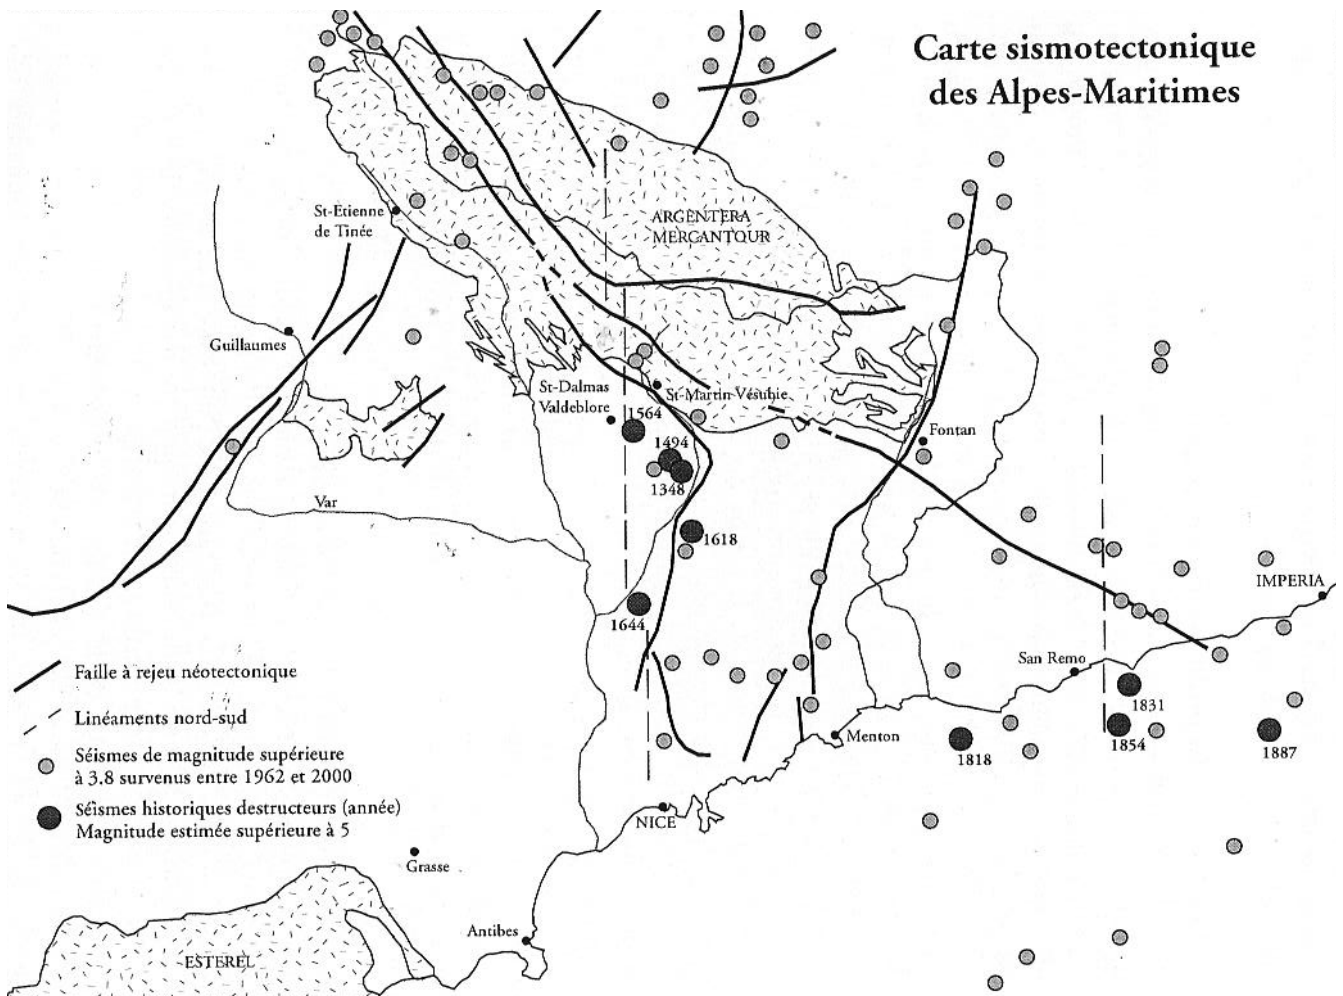 Carte sismotectonique
des Alpes-Maritimes
ARGENTERA
MERCANTOUR
St-Etienne
de Tinée
Guillaumes
St-Dalmas
Valdeblore
St-Martin-Vésubie
1564
1494
1348
Fontan
Var
1618
1644
IMPERIA
San Remo
1831
1854
1887
1818
Menton
NICE
Grasse
Antibes
ESTEREL
Faille à rejeu néotectonique
Linéaments nord-sud
Séismes de magnitude supérieure
à 3.8 survenus entre 1962 et 2000
Séismes historiques destructeurs (année)
Magnitude estimée supérieure à 5